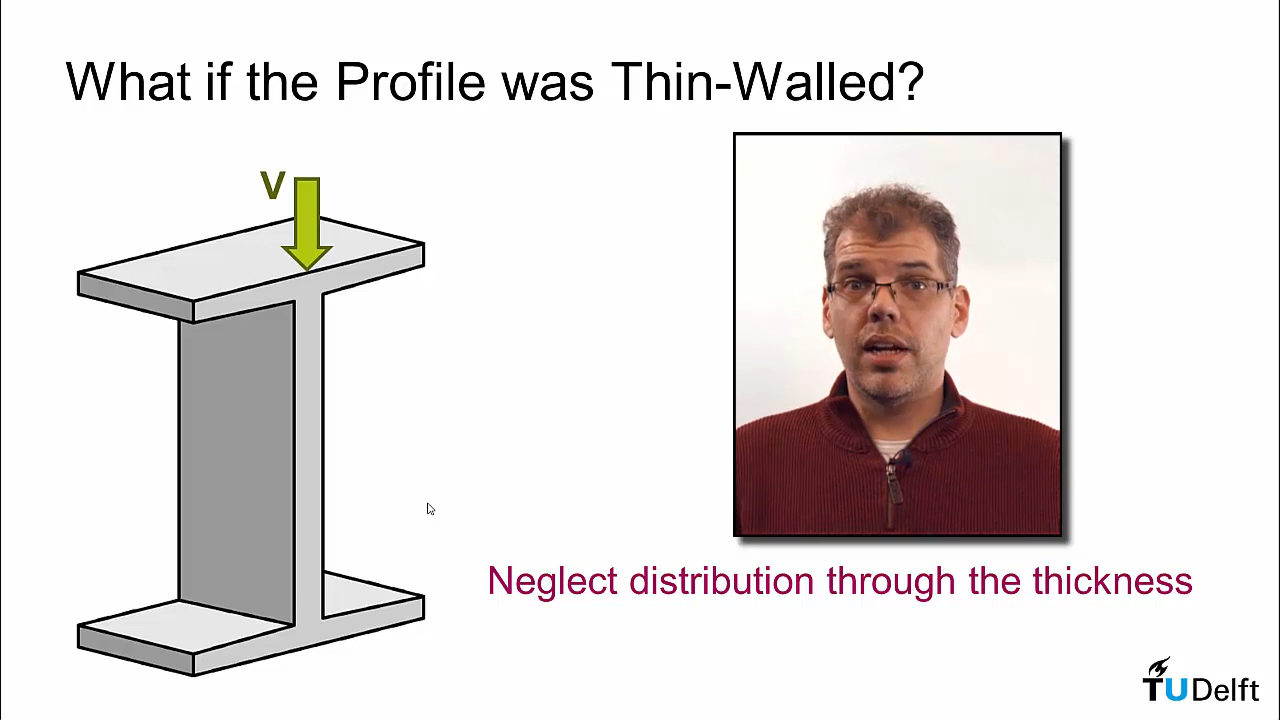 What if the Profile was Thin-Walled?
V
Neglect distribution through the thickness
TUDelft